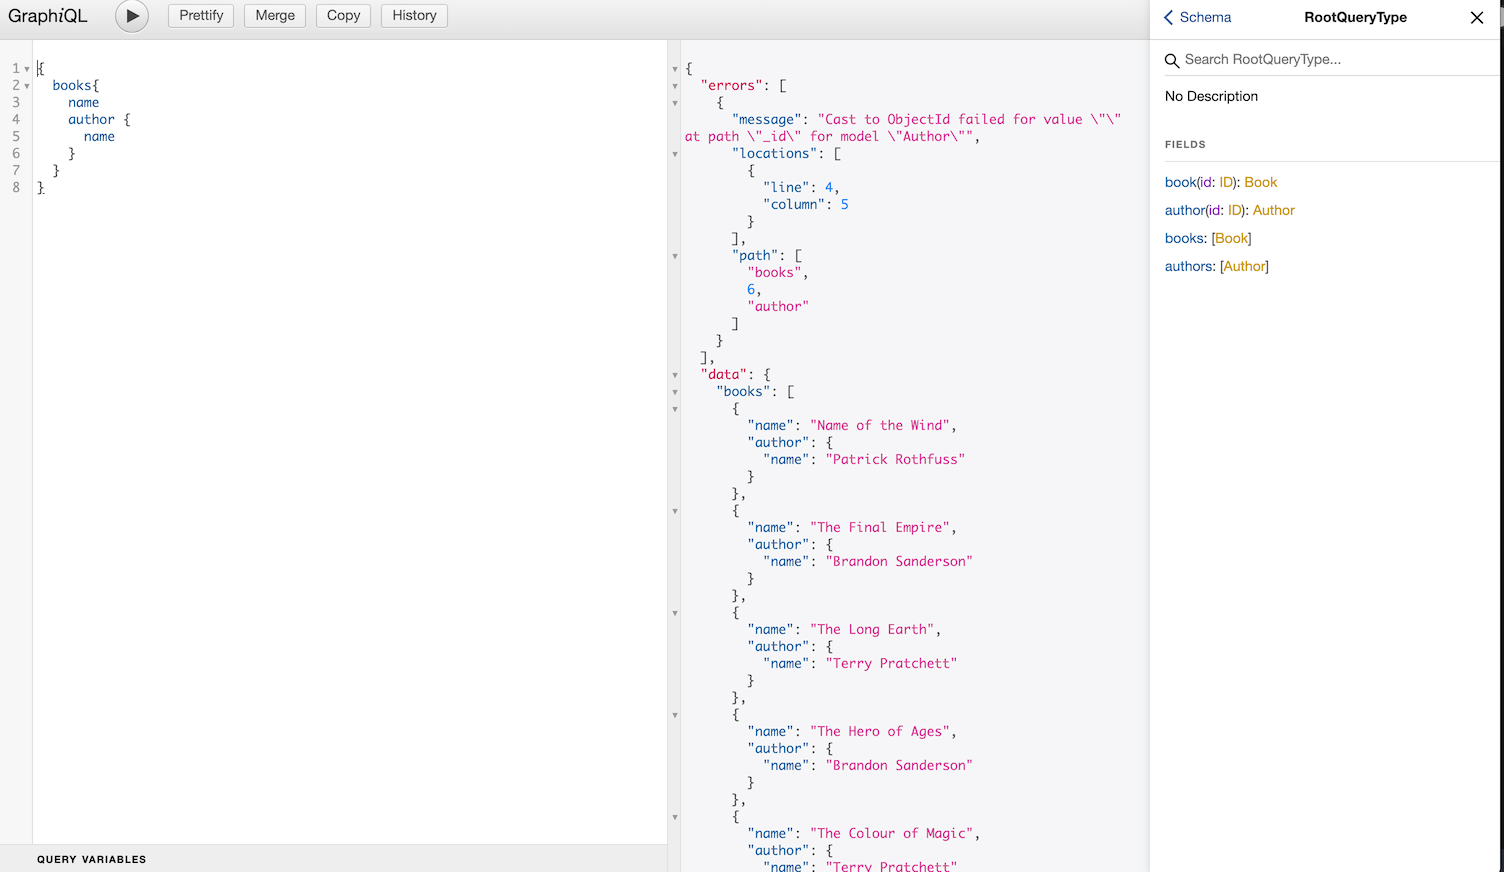 GraphiQL
Prettify
Merge
Copy
History
1 {
2 books{
3 name
4 author {
5 name
6 }
7 }
8 }
QUERY VARIABLES
{
"errors": [
{
"message": "Cast to ObjectId failed for value \"\"
at path \"_id\" for model \"Author\"",
"locations": [
{
"line": 4,
"column": 5
}
],
"path": [
"books",
6,
"author"
]
}
],
"data": {
"books": [
{
"name": "Name of the Wind",
"author": {
"name": "Patrick Rothfuss"
}
},
{
"name": "The Final Empire",
"author": {
"name": "Brandon Sanderson"
}
},
{
"name": "The Long Earth",
"author": {
"name": "Terry Pratchett"
}
},
{
"name": "The Hero of Ages",
"author": {
"name": "Brandon Sanderson"
}
},
{
"name": "The Colour of Magic",
"author": {
"name": "Terry Pratchett"
Schema
RootQueryType
Search RootQueryType...
No Description
FIELDS
book(id: ID): Book
author(id: ID): Author
books: [Book]
authors: [Author]